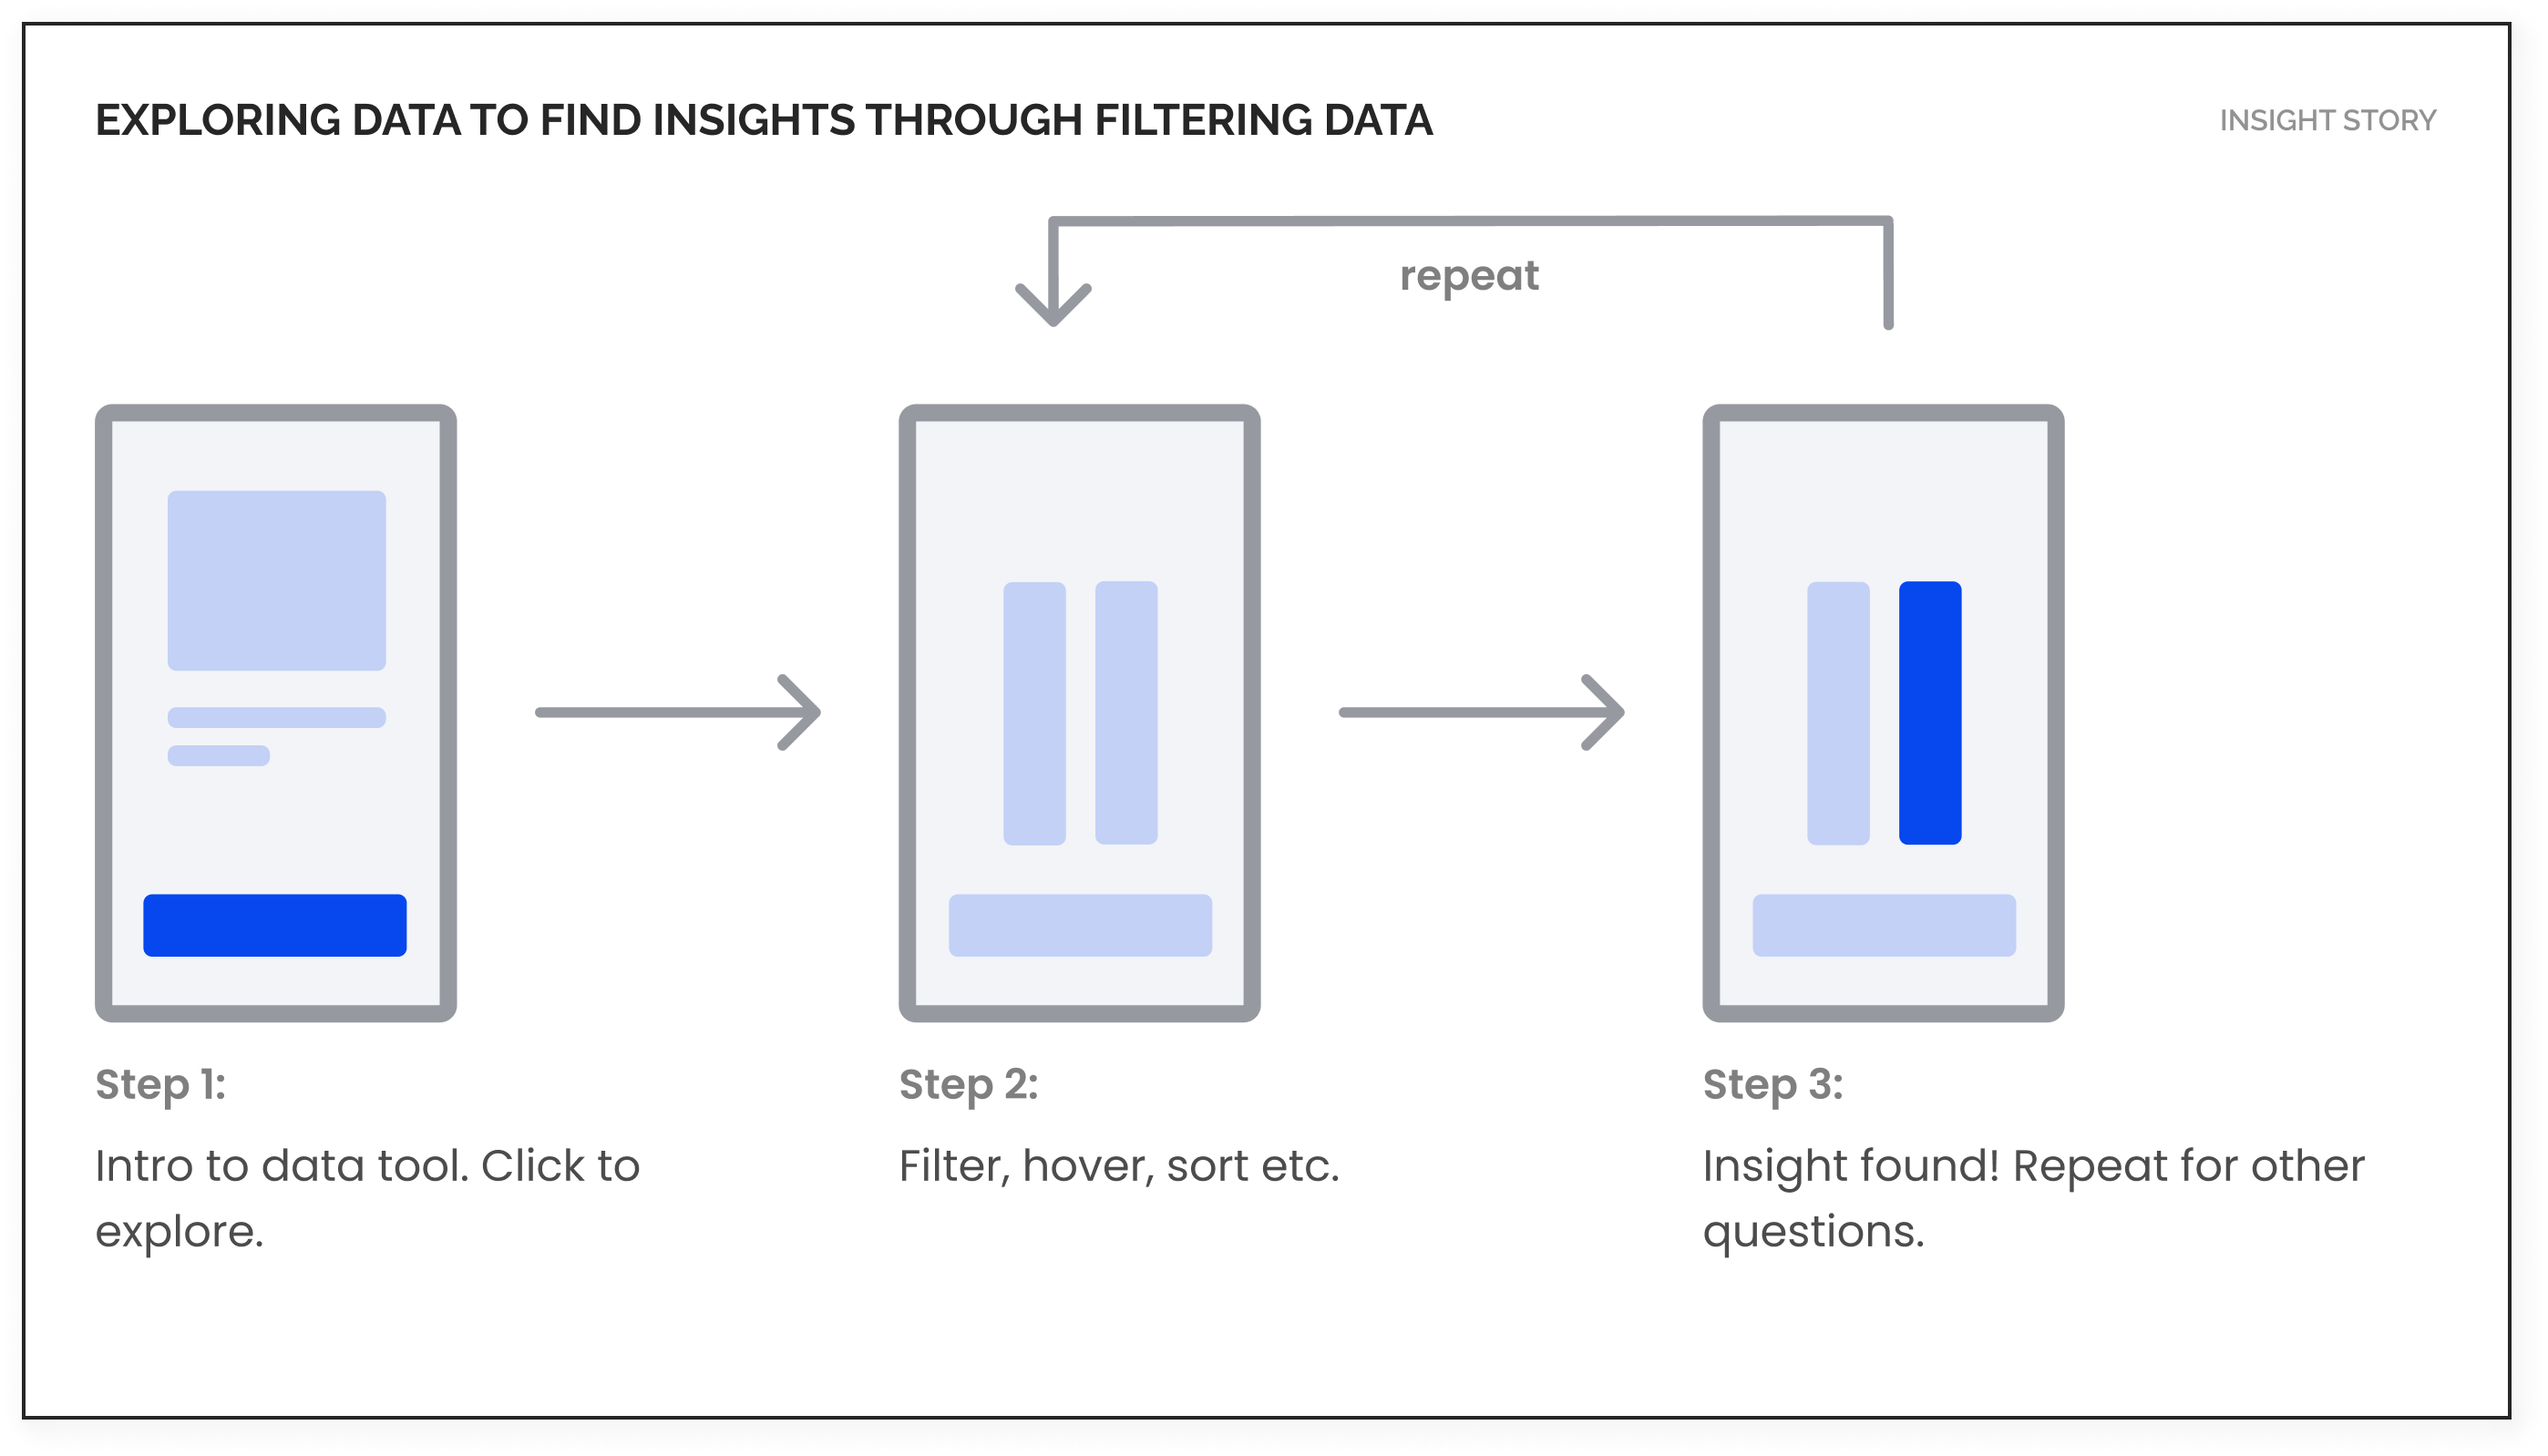 EXPLORING DATA TO FIND INSIGHTS THROUGH FILTERING DATA
INSIGHT STORY
repeat
Step 1:
Intro to data tool. Click to
explore.
Step 2:
Filter, hover, sort etc.
Step 3:
Insight found! Repeat for other
questions.